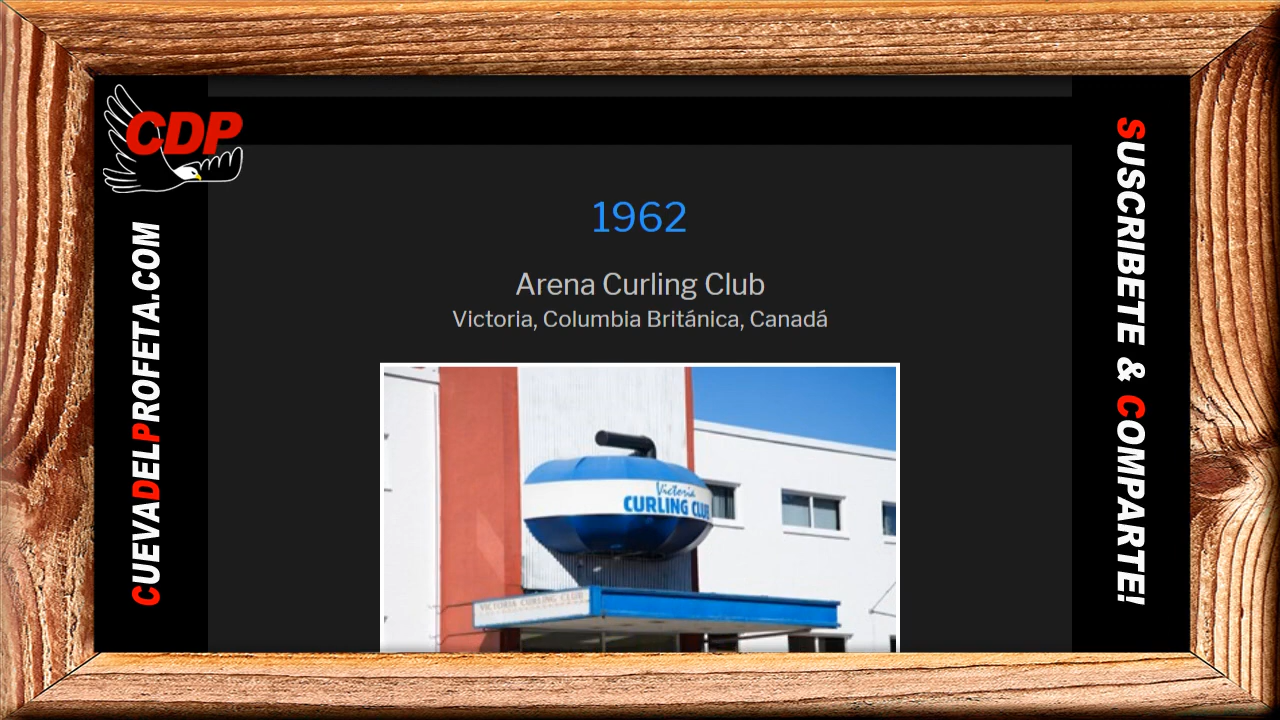 CDP
CUEVADELPROFETA.COM
1962
Arena Curling Club
Victoria, Columbia Británica, Canadá
Victoria
CURLING CLUB
VICTORIA CURLING CLUB
SUSCRIBETE & COMPARTE!